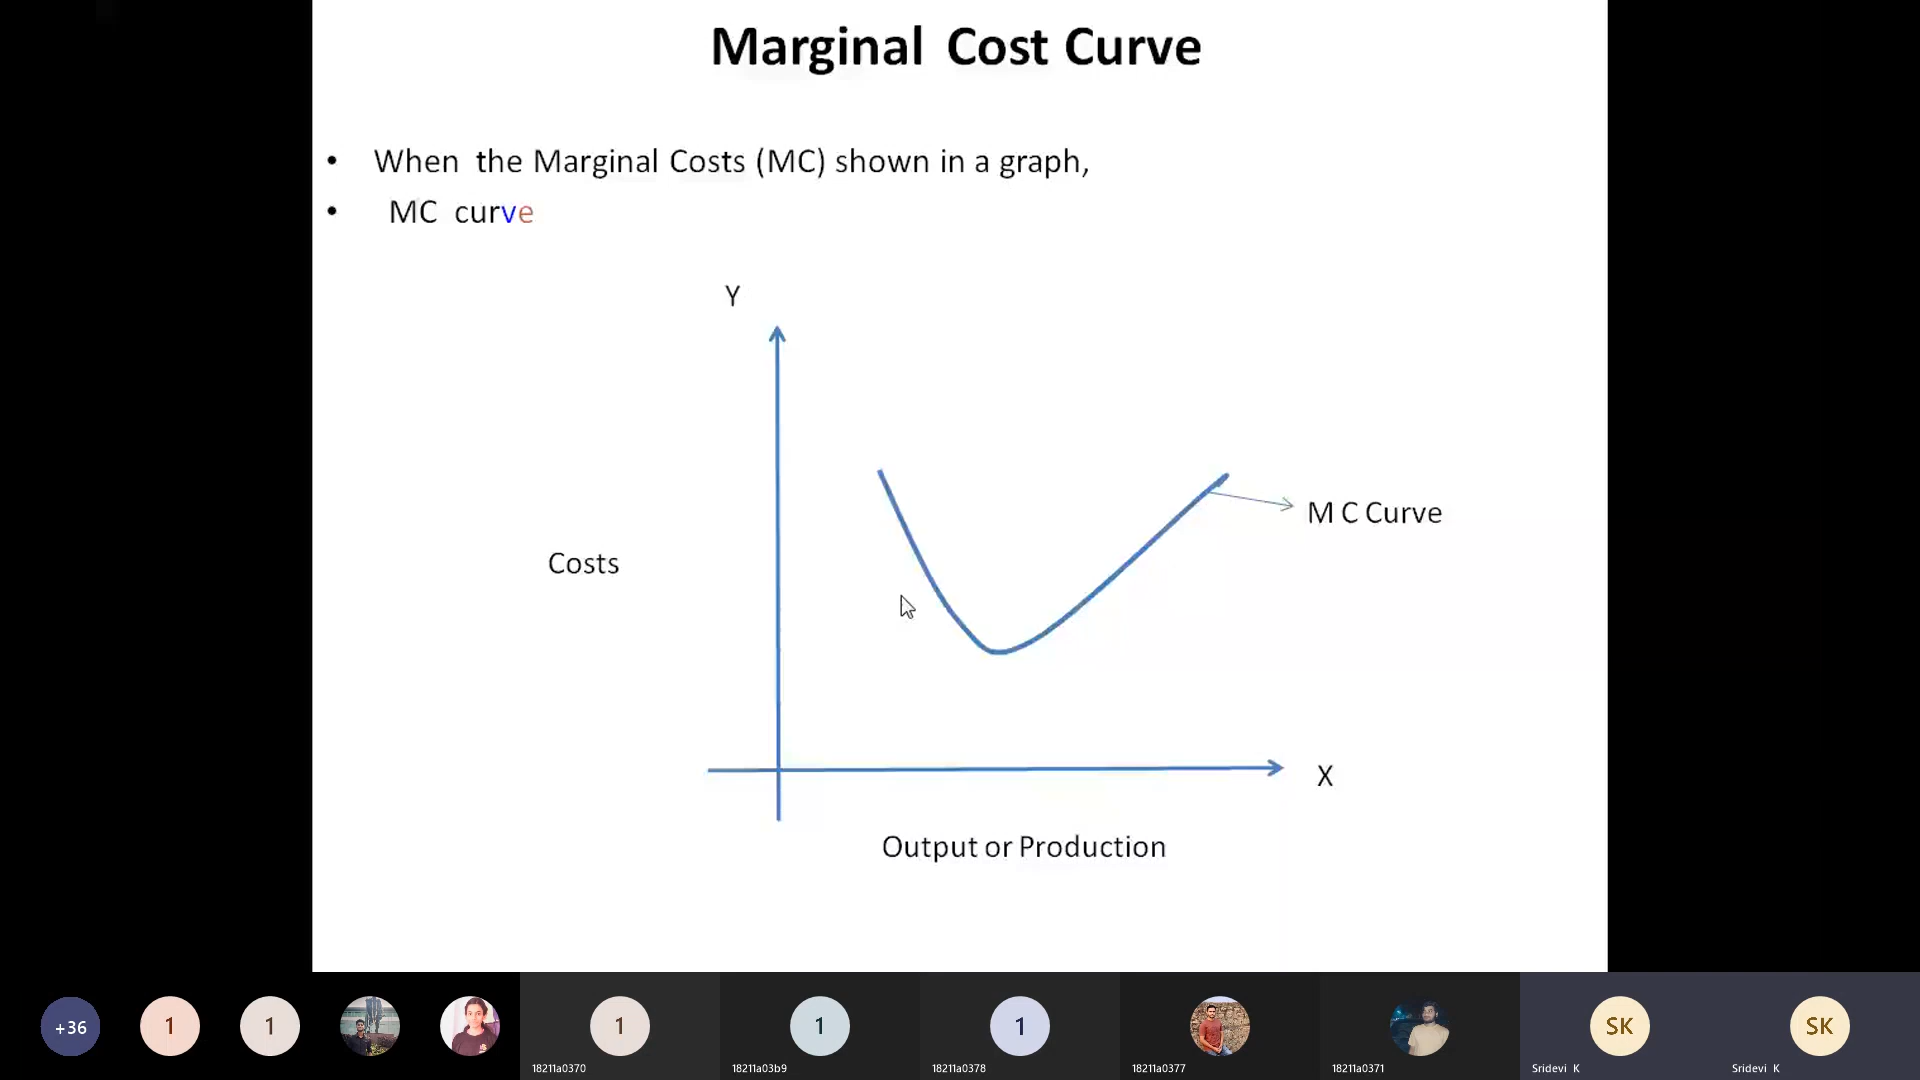 Marginal Cost Curve
• When the Marginal Costs (MC) shown in a graph,
• MC curve
Y
M C Curve
Costs
X
Output or Production
+36
1
1
1
1
1
SK
SK
18211a0370
18211a03b9
18211a0378
18211a0377
18211a0371
Sridevi K
Sridevi K